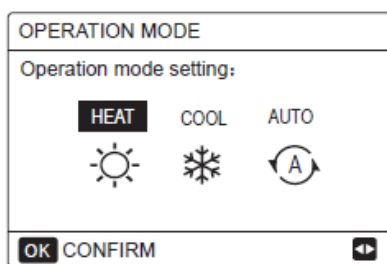 OPERATION MODE
Operation mode setting:
HEAT COOL AUTO
A
OK CONFIRM